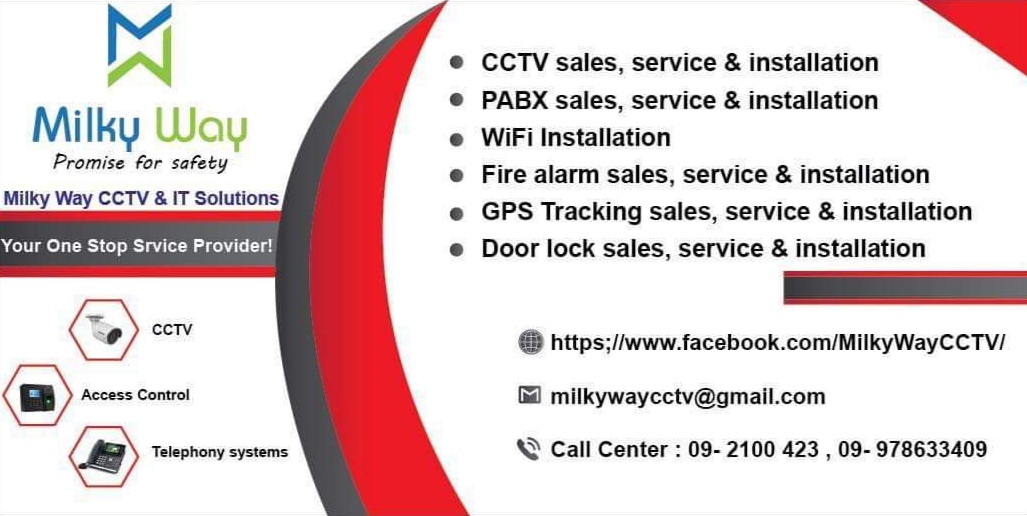 Milky Way
Promise for safety
Milky Way CCTV & IT Solutions
Your One Stop Srvice Provider!
CCTV
Access Control
Telephony systems
CCTV sales, service & installation
PABX sales, service & installation
WiFi Installation
Fire alarm sales, service & installation
GPS Tracking sales, service & installation
Door lock sales, service & installation
https;//www.facebook.com/MilkyWayCCTV/
milkywaycctv@gmail.com
Call Center : 09- 2100 423 , 09- 978633409